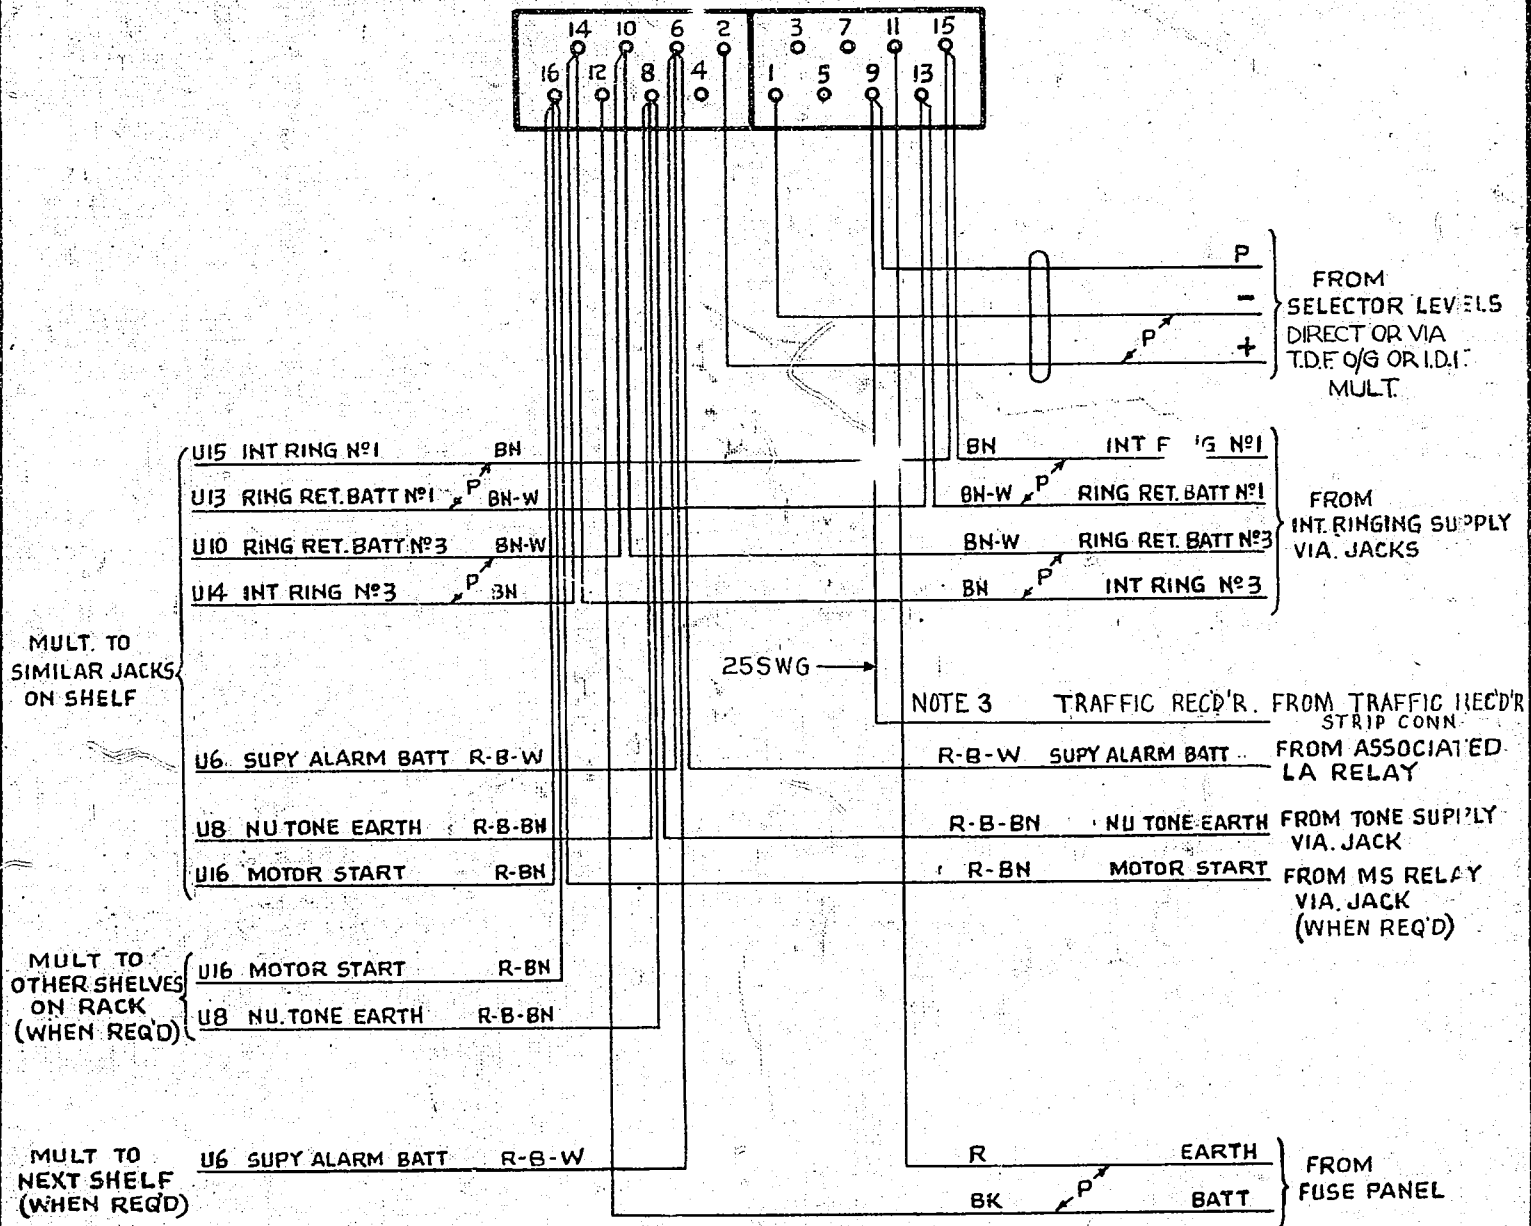 14 10 6 2 3 7 11 15
16 12 8 4 1 5 9 13
P
-
P
+
FROM
SELECTOR LEVELS
DIRECT OR VIA
T.D.F. O/G OR
MULT.
U15 INT RING Nº1 BN
P
U13 RING RET. BATT Nº1 BN-W
U10 RING RET. BATT Nº3 BN-W
P
U14 INT RING Nº3 BN
BN INT Nº1
P
BN-W RING RET. BATT Nº1
BN-W RING RET. BATT Nº3
P
BN INT RING Nº3
FROM
INT. RINGING SUPPLY
VIA. JACKS
MULT. TO
SIMILAR JACKS
ON SHELF
25SWG
NOTE 3 TRAFFIC RECD'R. FROM TRAFFIC REC'D'R
STRIP CONN
U6 SUPY ALARM BATT R-B-W
R-B-W SUPY ALARM BATT
FROM ASSOCIATED
LA RELAY
U8 NU TONE EARTH R-B-BN
R-B-BN NU TONE EARTH
FROM TONE SUPPLY
VIA. JACK
U16 MOTOR START R-BN
R-BN MOTOR START
FROM MS RELAY
VIA. JACK
(WHEN REQ'D)
MULT TO
OTHER SHELVES
ON RACK
(WHEN REQ'D)
U16 MOTOR START R-BN
U8 NU. TONE EARTH R-B-BN
MULT TO
NEXT SHELF
(WHEN REQ'D)
U6 SUPY ALARM BATT R-B-W
R EARTH
P
BK BATT
FROM
FUSE PANEL